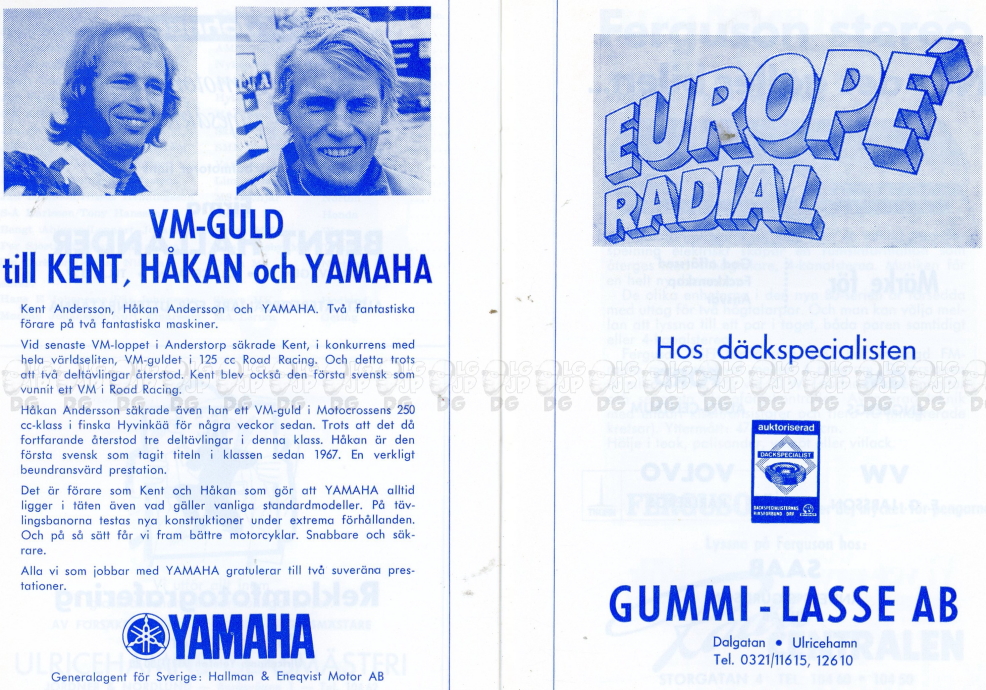 VM-GULD
till KENT, HÅKAN och YAMAHA
Kent Andersson, Håkan Andersson och YAMAHA. Två fantastiska
förare på två fantastiska maskiner.
Vid senaste VM-loppet i Anderstorp säkrade Kent, i konkurrens med
hela världseliten, VM-guldet i 125 cc Road Racing. Och detta trots
att två deltävlingar återstod. Kent blev också den första svensk som
vunnit ett VM i Road Racing.
Håkan Andersson säkrade även han ett VM-guld i Motocrossens 250
cc-klass i finska Hyvinkää för några veckor sedan. Trots att det då
fortfarande återstod tre deltävlingar i denna klass. Håkan är den
första svensk som tagit titeln i klassen sedan 1967. En verkligt
beundransvärd prestation.
Det är förare som Kent och Håkan som gör att YAMAHA alltid
ligger i täten även vad gäller vanliga standardmodeller. På täv-
lingsbanorna testas nya konstruktioner under extrema förhållanden.
Och på så sätt får vi fram bättre motorcyklar. Snabbare och säk-
rare.
Alla vi som jobbar med YAMAHA gratulerar till två suveräna pres-
tationer.
YAMAHA
Generalagent för Sverige: Hallman & Eneqvist Motor AB
EUROPE'
RADIAL
Hos däckspecialisten
auktoriserad
DÄCKSPECIALIST
DÄCKSPECIALISTERNAS
RIKSFÖRBUND DRF
GUMMI - LASSE AB
Dalgatan • Ulricehamn
Tel. 0321/11615, 12610